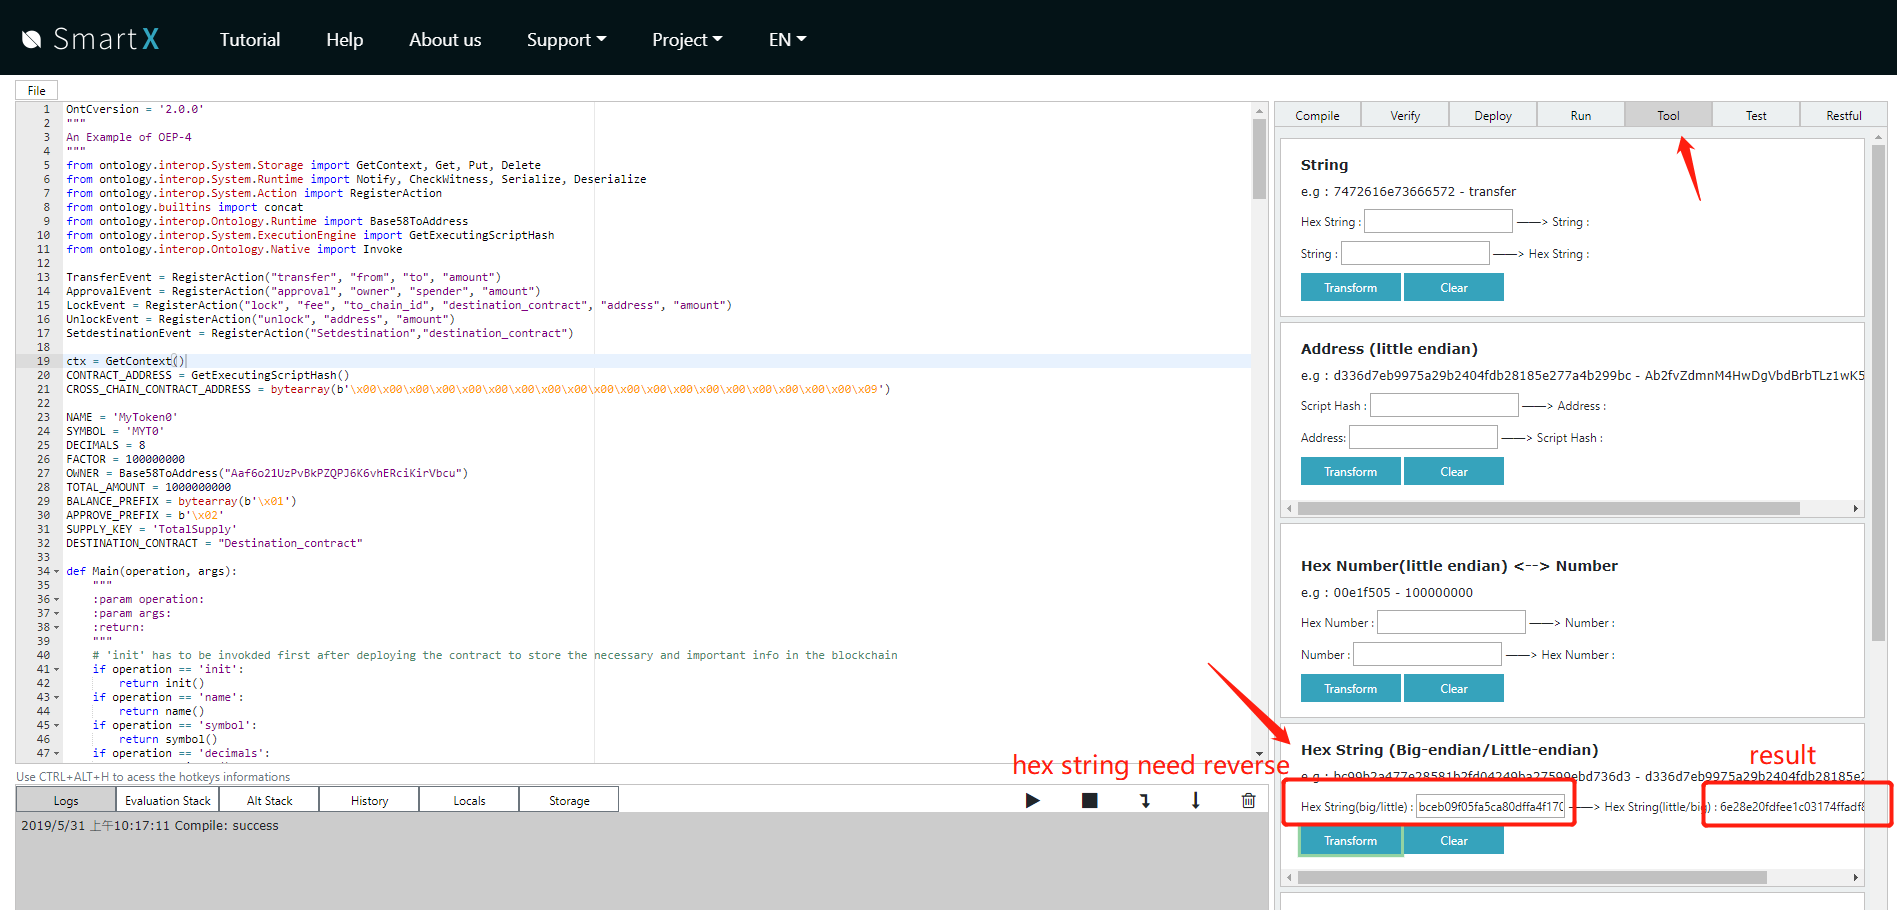 SmartX Tutorial Help About us Support Project EN
File
1 OntCversion = '2.0.0'
2 """
3 An Example of OEP-4
4 """
5 from ontology.interop.System.Storage import GetContext, Get, Put, Delete
6 from ontology.interop.System.Runtime import Notify, CheckWitness, Serialize, Deserialize
7 from ontology.interop.System.Action import RegisterAction
8 from ontology.builtins import concat
9 from ontology.interop.Ontology.Runtime import Base58ToAddress
10 from ontology.interop.System.ExecutionEngine import GetExecutingScriptHash
11 from ontology.interop.Ontology.Native import Invoke
12
13 TransferEvent = RegisterAction("transfer", "from", "to", "amount")
14 ApprovalEvent = RegisterAction("approval", "owner", "spender", "amount")
15 LockEvent = RegisterAction("lock", "fee", "to_chain_id", "destination_contract", "address", "amount")
16 UnlockEvent = RegisterAction("unlock", "address", "amount")
17 SetdestinationEvent = RegisterAction("Setdestination","destination_contract")
18
19 ctx = GetContext()
20 CONTRACT_ADDRESS = GetExecutingScriptHash()
21 CROSS_CHAIN_CONTRACT_ADDRESS = bytearray(b'\x00\x00\x00\x00\x00\x00\x00\x00\x00\x00\x00\x00\x00\x00\x00\x00\x00\x00\x00\x09')
22
23 NAME = 'MyToken0'
24 SYMBOL = 'MYT0'
25 DECIMALS = 8
26 FACTOR = 100000000
27 OWNER = Base58ToAddress("Aaf6o21UzPvBkPZQPJ6K6vhERciKirVbcu")
28 TOTAL_AMOUNT = 1000000000
29 BALANCE_PREFIX = bytearray(b'\x01')
30 APPROVE_PREFIX = b'\x02'
31 SUPPLY_KEY = 'TotalSupply'
32 DESTINATION_CONTRACT = "Destination_contract"
33
34 def Main(operation, args):
35 """
36 :param operation:
37 :param args:
38 :return:
39 """
40 # 'init' has to be invokded first after deploying the contract to store the necessary and important info in the blockchain
41 if operation == 'init':
42 return init()
43 if operation == 'name':
44 return name()
45 if operation == 'symbol':
46 return symbol()
47 if operation == 'decimals':
Use CTRL+ALT+H to acess the hotkeys informations
Logs Evaluation Stack Alt Stack History Locals Storage
2019/5/31 上午10:17:11 Compile: success
Compile Verify Deploy Run Tool Test Restful
String
e.g : 7472616e73666572 - transfer
Hex String : ——> String :
String : ——> Hex String :
Transform Clear
Address (little endian)
e.g : d336d7eb9975a29b2404fdb28185e277a4b299bc - Ab2fvZdmnM4HwDgVbdBrbTLz1wK5
Script Hash : ——> Address :
Address: ——> Script Hash :
Transform Clear
Hex Number(little endian) <--> Number
e.g : 00e1f505 - 100000000
Hex Number : ——> Number :
Number : ——> Hex Number :
Transform Clear
Hex String (Big-endian/Little-endian)
hex string need reverse
result
e.g : bc99b2a477e28581b2fd04249ba27599ebd736d3 - d336d7eb9975a29b2404fdb28185e2
Hex String(big/little) : bceb09f05fa5ca80dffa4f170 ——> Hex String(little/big) : 6e28e20fdfee1c03174ffadf8
Transform Clear